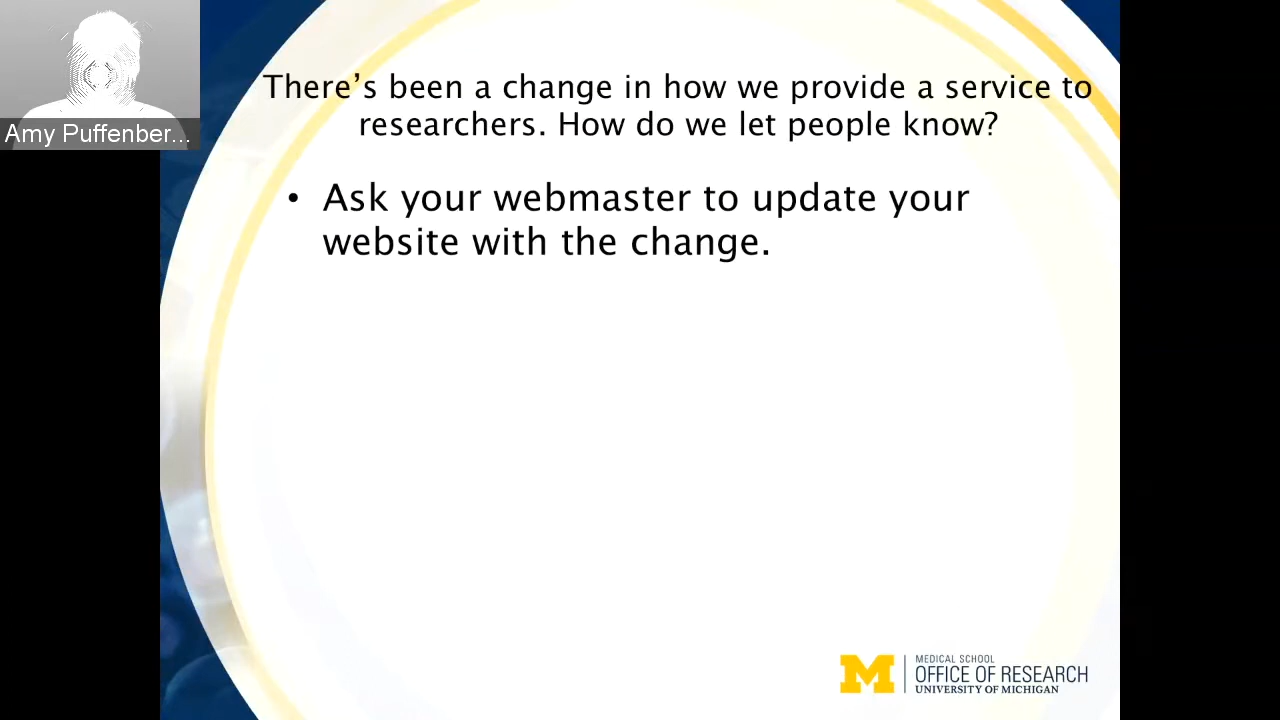 Amy Puffenber...
There’s been a change in how we provide a service to
researchers. How do we let people know?
• Ask your webmaster to update your
website with the change.
M
MEDICAL SCHOOL
OFFICE OF RESEARCH
UNIVERSITY OF MICHIGAN